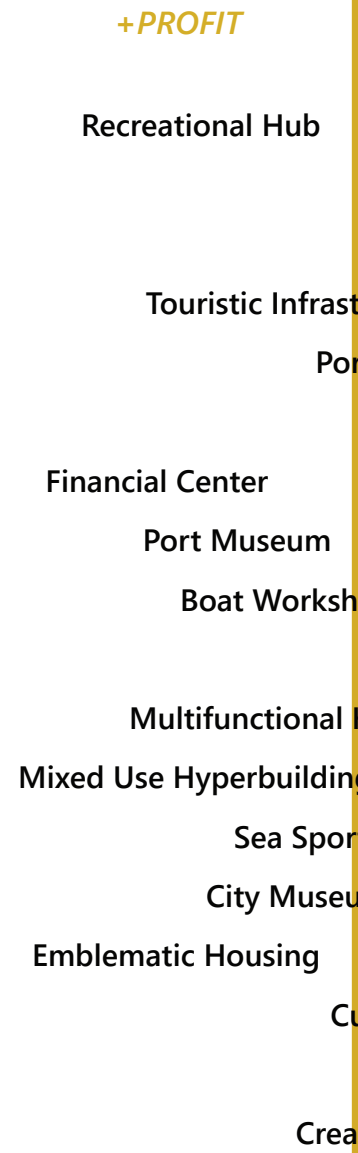 +PROFIT
Recreational Hub
Touristic Infrast
Por
Financial Center
Port Museum
Boat Worksh
Multifunctional
Mixed Use Hyperbuilding
Sea Spor
City Museu
Emblematic Housing
Cu
Crea